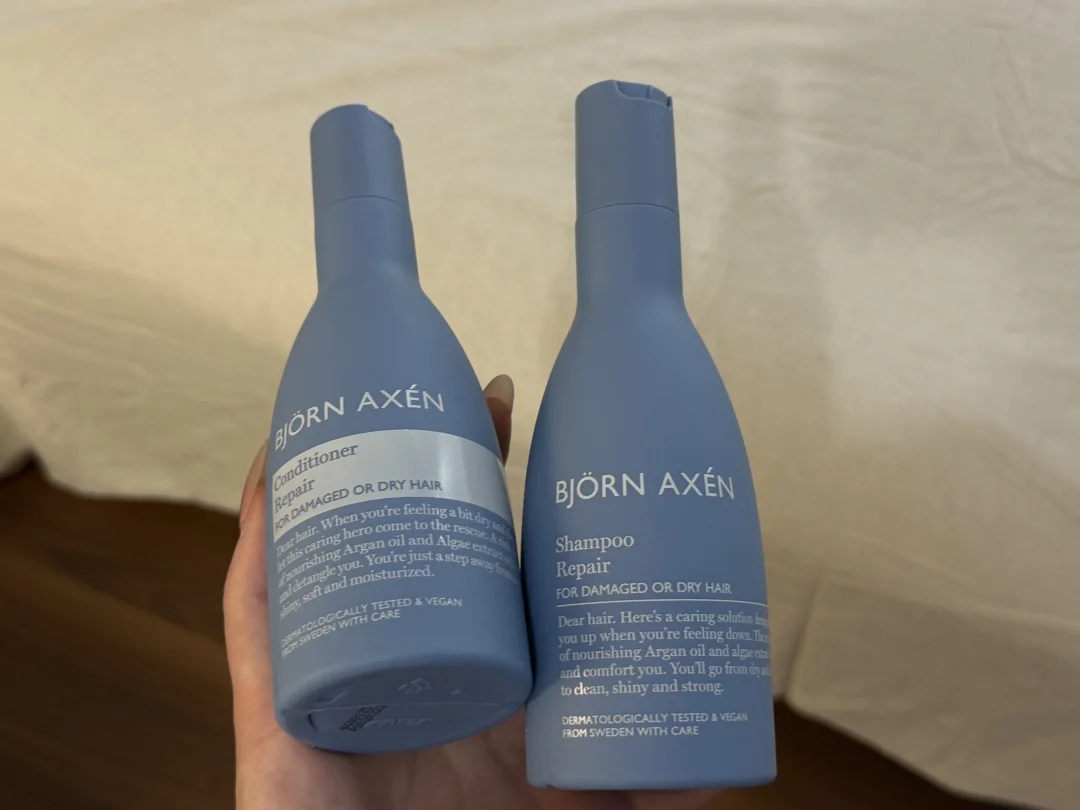 BJÖRN AXÉN
Conditioner
Repair
FOR DAMAGED OR DRY HAIR
Dear hair. When you're feeling a bit dry and
let this caring hero come to the rescue. A
of nourishing Argan oil and Algae extract
and detangle you. You're just a step away from
shiny, soft and moisturized.
DERMATOLOGICALLY TESTED & VEGAN
FROM SWEDEN WITH CARE
BJÖRN AXÉN
Shampoo
Repair
FOR DAMAGED OR DRY HAIR
Dear hair. Here's a caring solution
you up when you're feeling down. The
of nourishing Argan oil and algae
and comfort you. You'll go from dry
to clean, shiny and strong.
DERMATOLOGICALLY TESTED & VEGAN
FROM SWEDEN WITH CARE